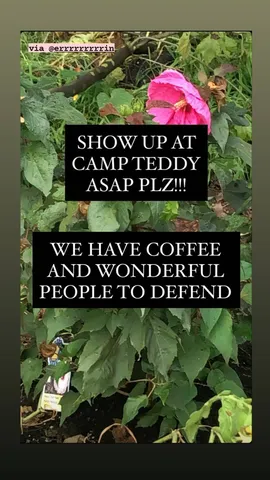 via @errrrrrrrrin
SHOW UP AT
CAMP TEDDY
ASAP PLZ!!!
WE HAVE COFFEE
AND WONDERFUL
PEOPLE TO DEFEND